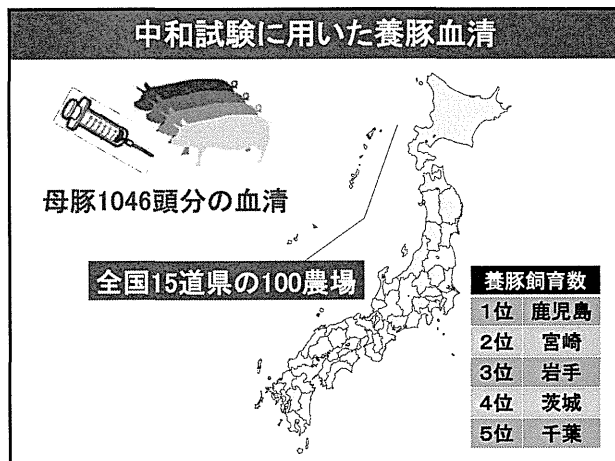 中和試験に用いた養豚血清
母豚1046頭分の血清
全国15道県の100農場
養豚飼育数
1位 鹿児島
2位 宮崎
3位 岩手
4位 茨城
5位 千葉